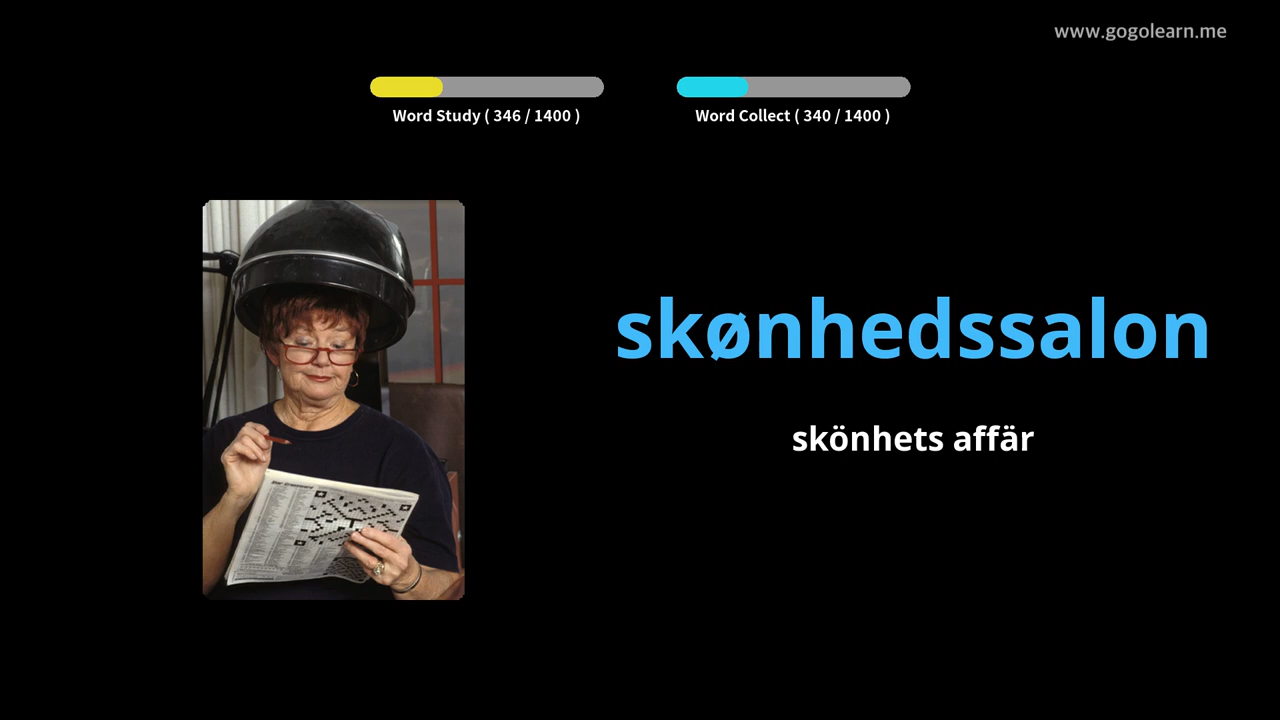 www.gogolearn.me
Word Study ( 346 / 1400 )
Word Collect ( 340 / 1400 )
skønhedssalon
skönhets affär